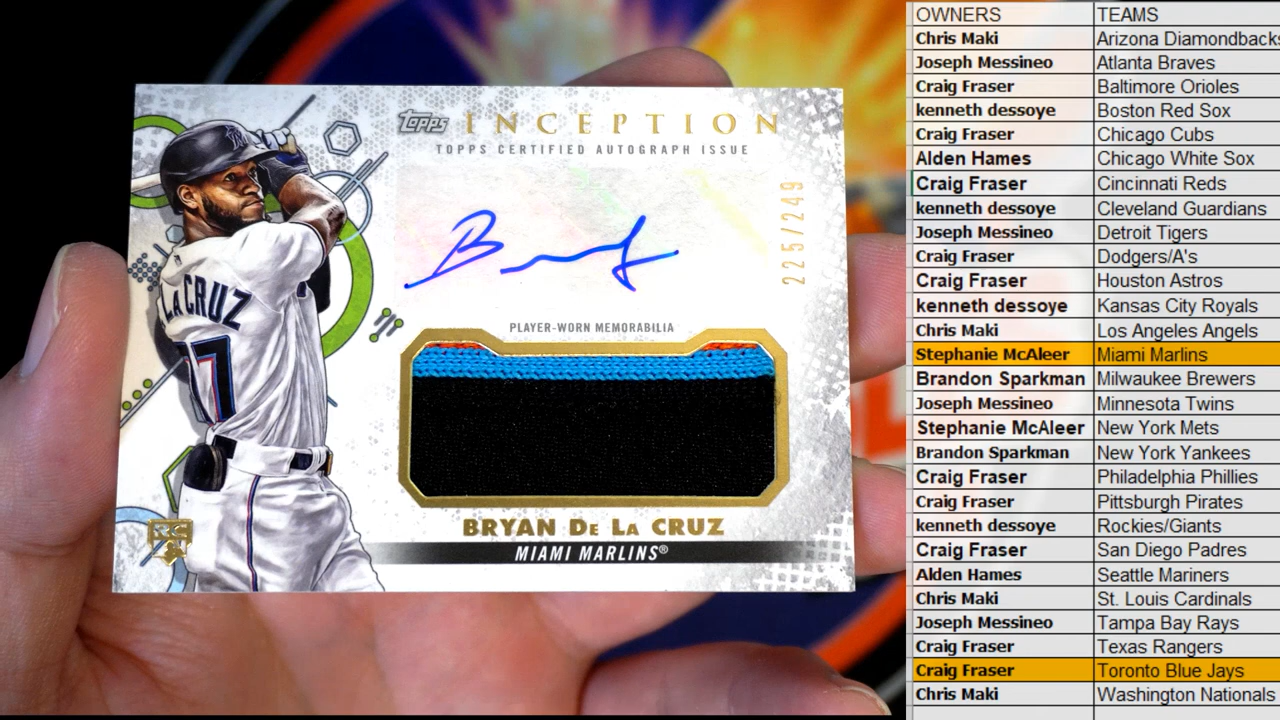 TOPPS INCEPTION
TOPPS CERTIFIED AUTOGRAPH ISSUE
225/249
LA CRUZ
17
PLAYER-WORN MEMORABILIA
BRYAN DE LA CRUZ
MIAMI MARLINS®
RC
OWNERS TEAMS
Chris Maki Arizona Diamondbacks
Joseph Messineo Atlanta Braves
Craig Fraser Baltimore Orioles
kenneth dessoye Boston Red Sox
Craig Fraser Chicago Cubs
Alden Hames Chicago White Sox
Craig Fraser Cincinnati Reds
kenneth dessoye Cleveland Guardians
Joseph Messineo Detroit Tigers
Craig Fraser Dodgers/A's
Craig Fraser Houston Astros
kenneth dessoye Kansas City Royals
Chris Maki Los Angeles Angels
Stephanie McAleer Miami Marlins
Brandon Sparkman Milwaukee Brewers
Joseph Messineo Minnesota Twins
Stephanie McAleer New York Mets
Brandon Sparkman New York Yankees
Craig Fraser Philadelphia Phillies
Craig Fraser Pittsburgh Pirates
kenneth dessoye Rockies/Giants
Craig Fraser San Diego Padres
Alden Hames Seattle Mariners
Chris Maki St. Louis Cardinals
Joseph Messineo Tampa Bay Rays
Craig Fraser Texas Rangers
Craig Fraser Toronto Blue Jays
Chris Maki Washington Nationals